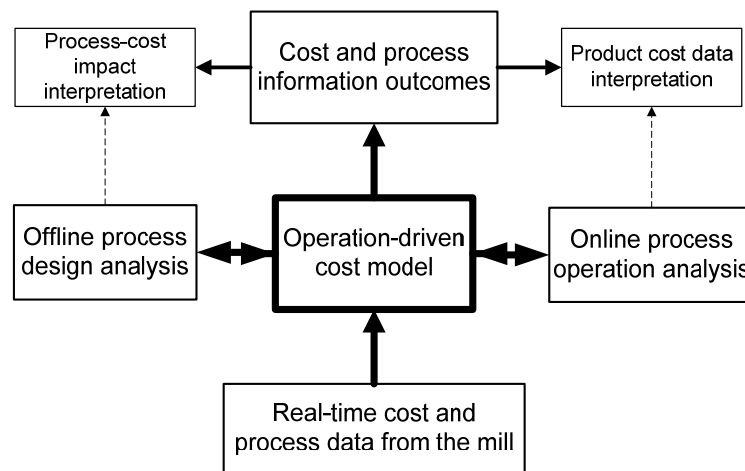 Process-cost
impact
interpretation
Cost and process
information outcomes
Product cost data
interpretation
Offline process
design analysis
Operation-driven
cost model
Online process
operation analysis
Real-time cost and
process data from the mill